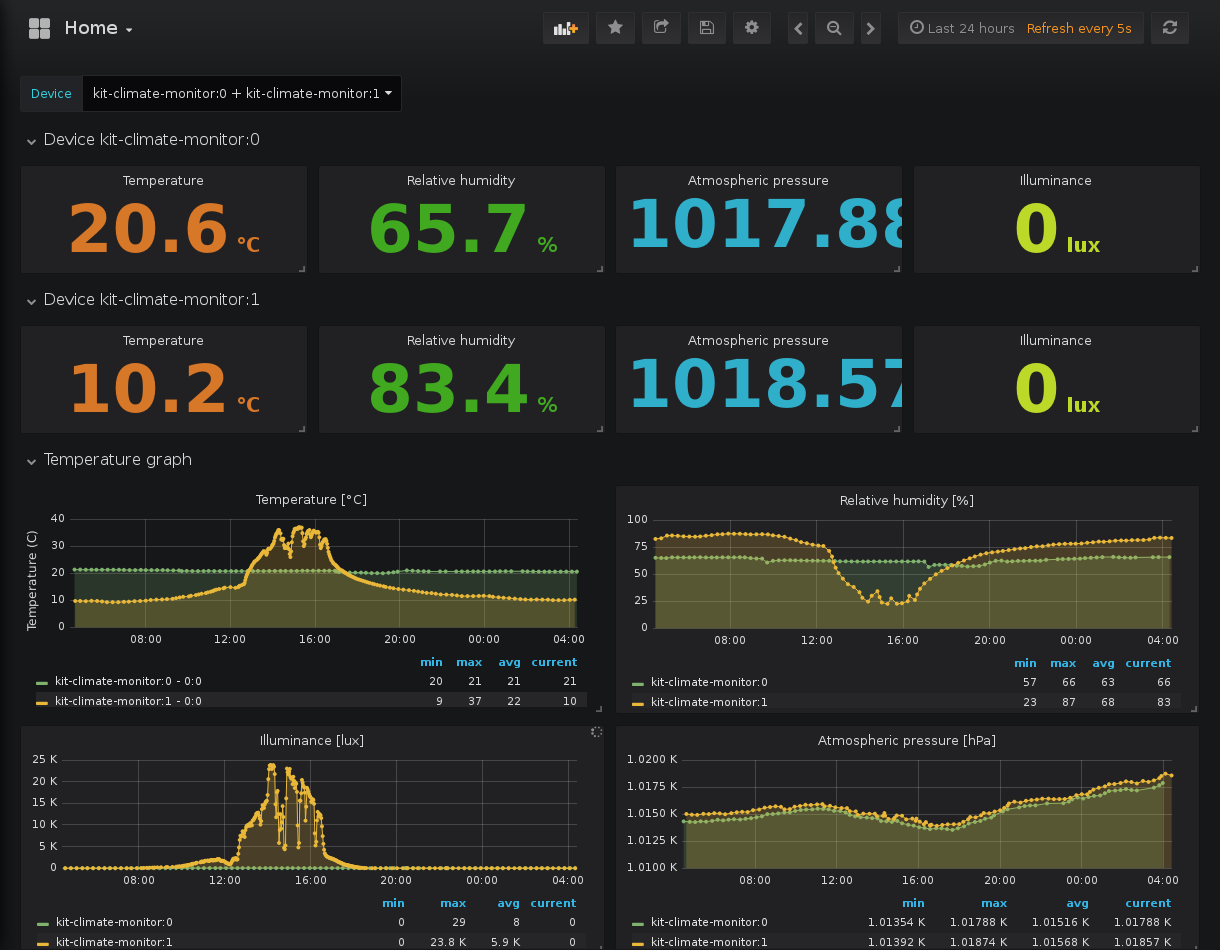 Home
Last 24 hours Refresh every 5s
Device kit-climate-monitor:0 + kit-climate-monitor:1
Device kit-climate-monitor:0
Temperature Relative humidity Atmospheric pressure Illuminance
20.6 °C 65.7 % 1017.88 0 lux
Device kit-climate-monitor:1
Temperature Relative humidity Atmospheric pressure Illuminance
10.2 °C 83.4 % 1018.57 0 lux
Temperature graph
Temperature [°C]
Temperature (C)
40
30
20
10
0
08:00 12:00 16:00 20:00 00:00 04:00
min max avg current
kit-climate-monitor:0 - 0:0 20 21 21 21
kit-climate-monitor:1 - 0:0 9 37 22 10
Relative humidity [%]
100
75
50
25
0
08:00 12:00 16:00 20:00 00:00 04:00
min max avg current
kit-climate-monitor:0 57 66 63 66
kit-climate-monitor:1 23 87 68 83
Illuminance [lux]
25 K
20 K
15 K
10 K
5 K
0
08:00 12:00 16:00 20:00 00:00 04:00
min max avg current
kit-climate-monitor:0 0 29 8 0
kit-climate-monitor:1 0 23.8 K 5.9 K 0
Atmospheric pressure [hPa]
1.0200 K
1.0175 K
1.0150 K
1.0125 K
1.0100 K
08:00 12:00 16:00 20:00 00:00 04:00
min max avg current
kit-climate-monitor:0 1.01354 K 1.01788 K 1.01516 K 1.01788 K
kit-climate-monitor:1 1.01392 K 1.01874 K 1.01568 K 1.01857 K